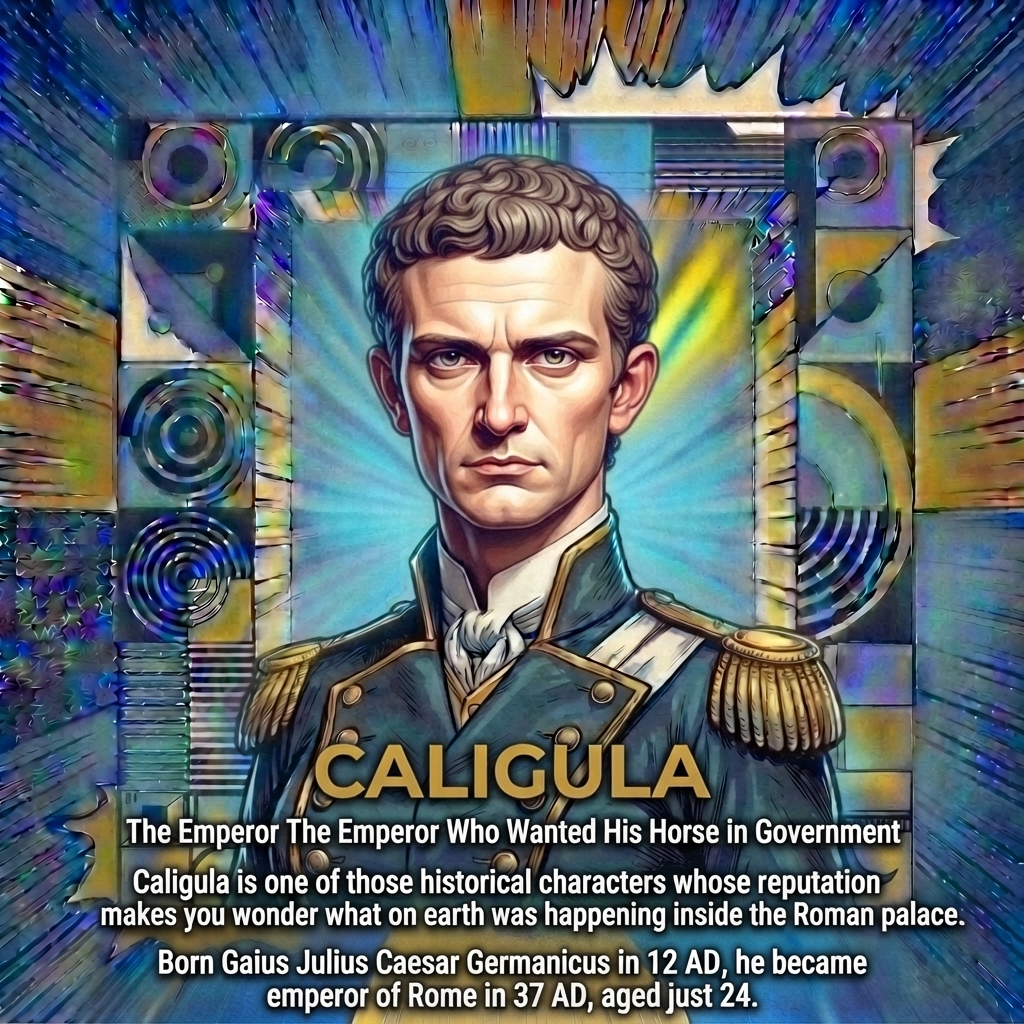 CALIGULA
The Emperor The Emperor Who Wanted His Horse in Government
Caligula is one of those historical characters whose reputation
makes you wonder what on earth was happening inside the Roman palace.
Born Gaius Julius Caesar Germanicus in 12 AD, he became
emperor of Rome in 37 AD, aged just 24.